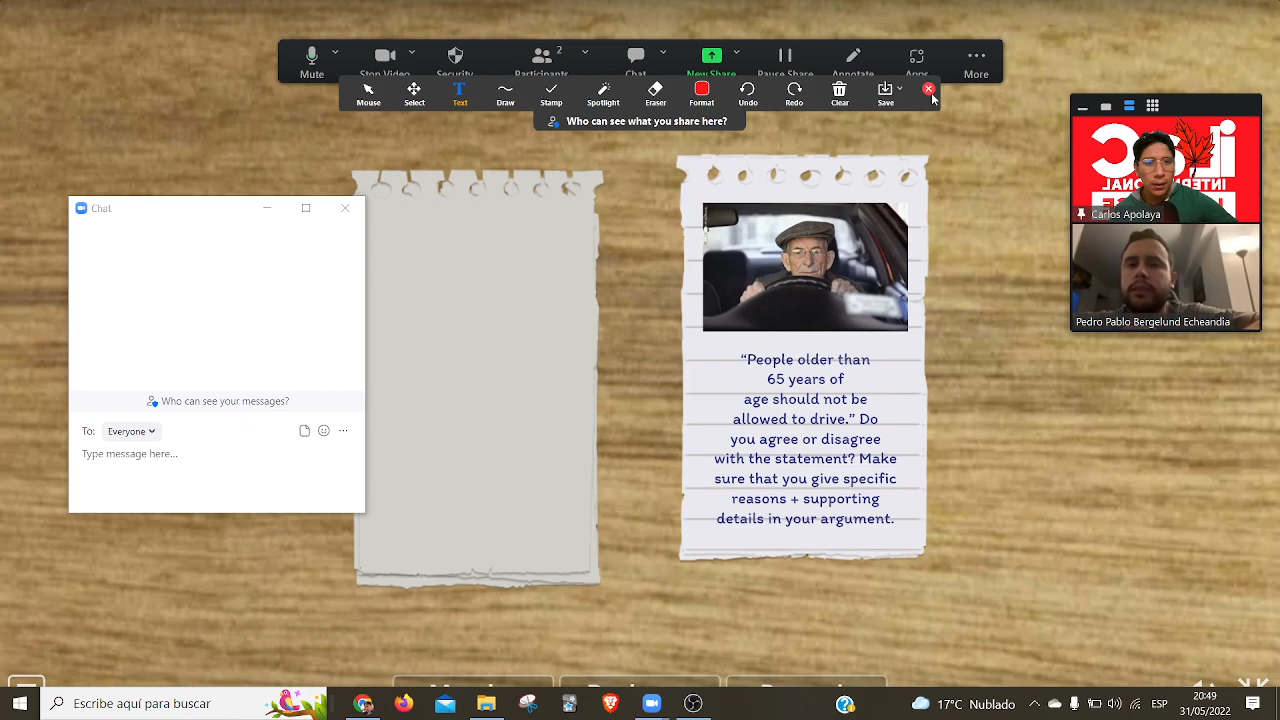 2
Mute
Stop Video
Security
Participants
Chat
New Share
Pause Share
Annotate
Apps
More
Mouse
Select
Text
Draw
Stamp
Spotlight
Eraser
Format
Undo
Redo
Clear
Save
Who can see what you share here?
Chat
Who can see your messages?
To: Everyone
Type message here...
“People older than
65 years of
age should not be
allowed to drive.” Do
you agree or disagree
with the statement? Make
sure that you give specific
reasons + supporting
details in your argument.
Carlos Apolaya
Pedro Pablo Bergelund Echeandia
Escribe aquí para buscar
17°C Nublado
ESP
20:49
31/05/2022